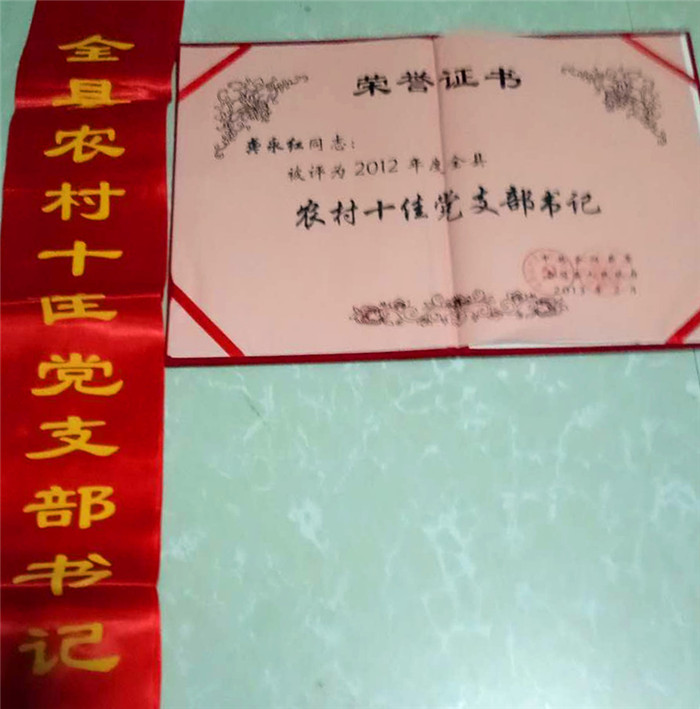 全县农村十佳党支部书记
荣誉证书
龚永红同志:
被评为2012年度全县
农村十佳党支部书记